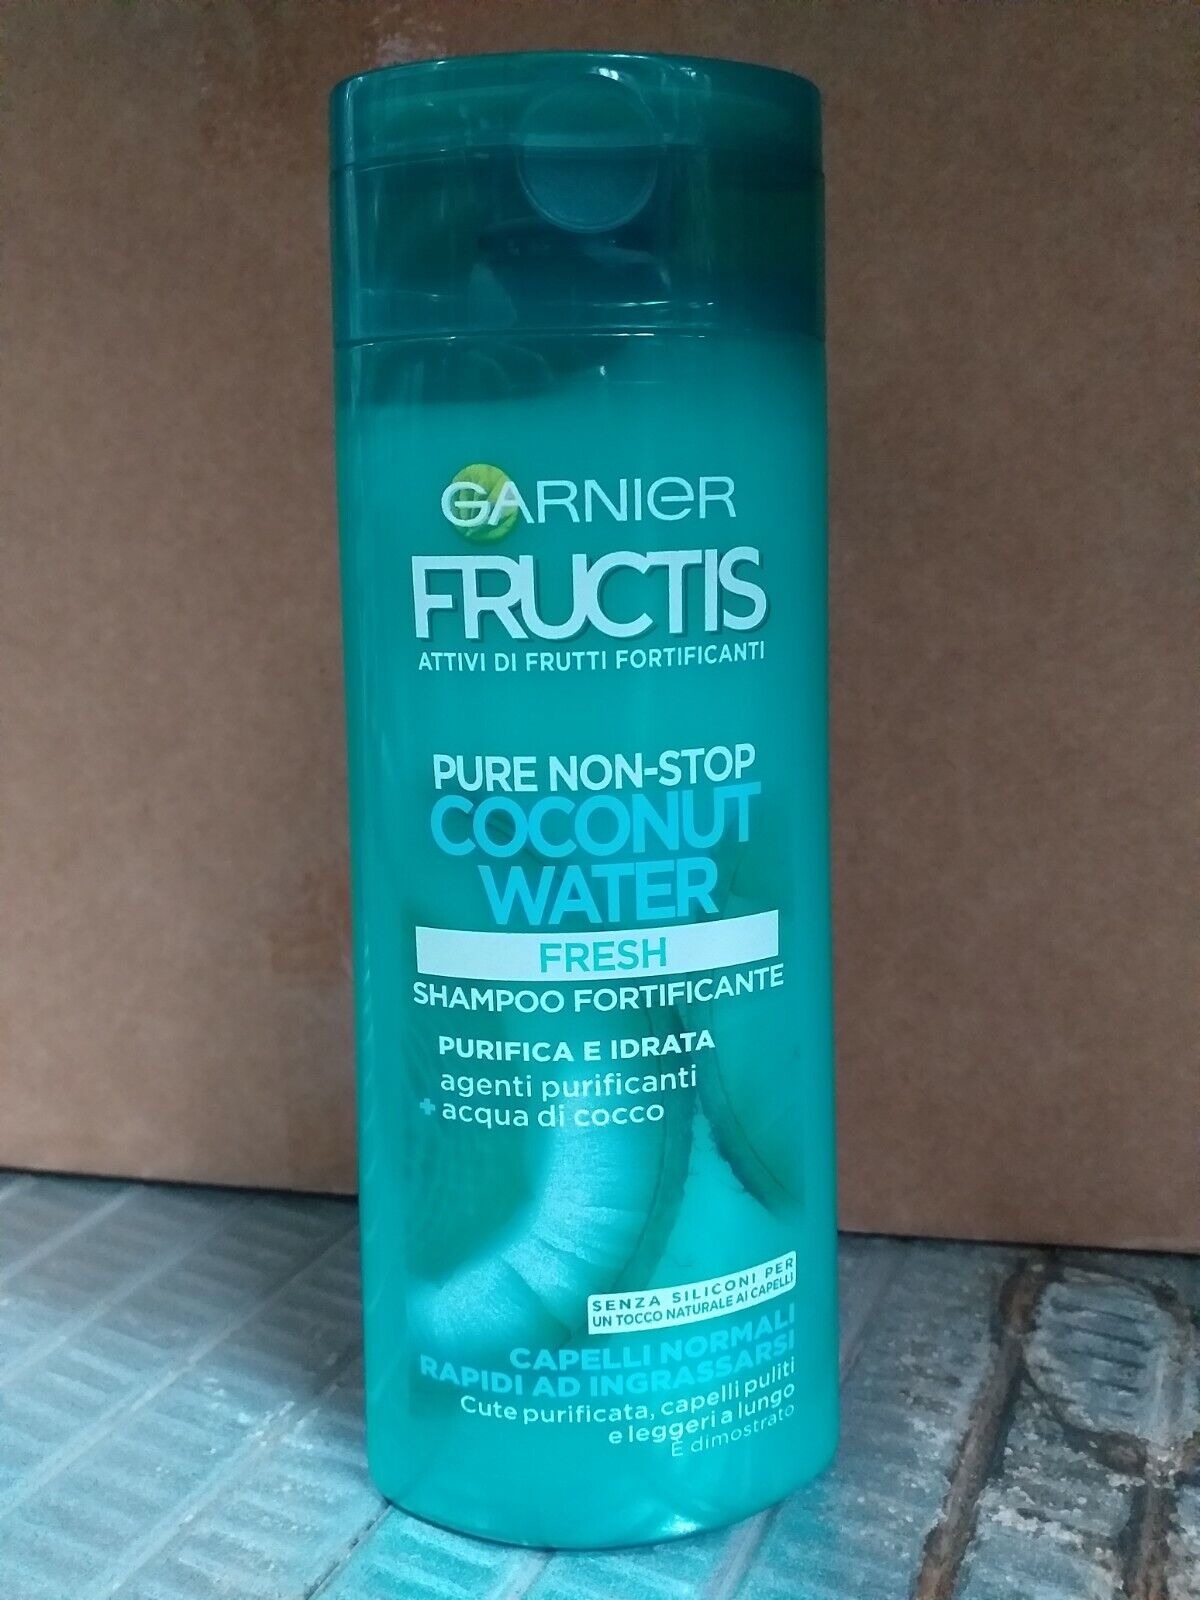 GARNIER
FRUCTIS
ATTIVI DI FRUTTI FORTIFICANTI
PURE NON-STOP
COCONUT
WATER
FRESH
SHAMPOO FORTIFICANTE
PURIFICA E IDRATA
agenti purificanti
+ acqua di cocco
SENZA SILICONI PER
UN TOCCO NATURALE AI CAPELLI
CAPELLI NORMALI
RAPIDI AD INGRASSARSI
Cute purificata, capelli puliti
e leggeri a lungo
È dimostrato